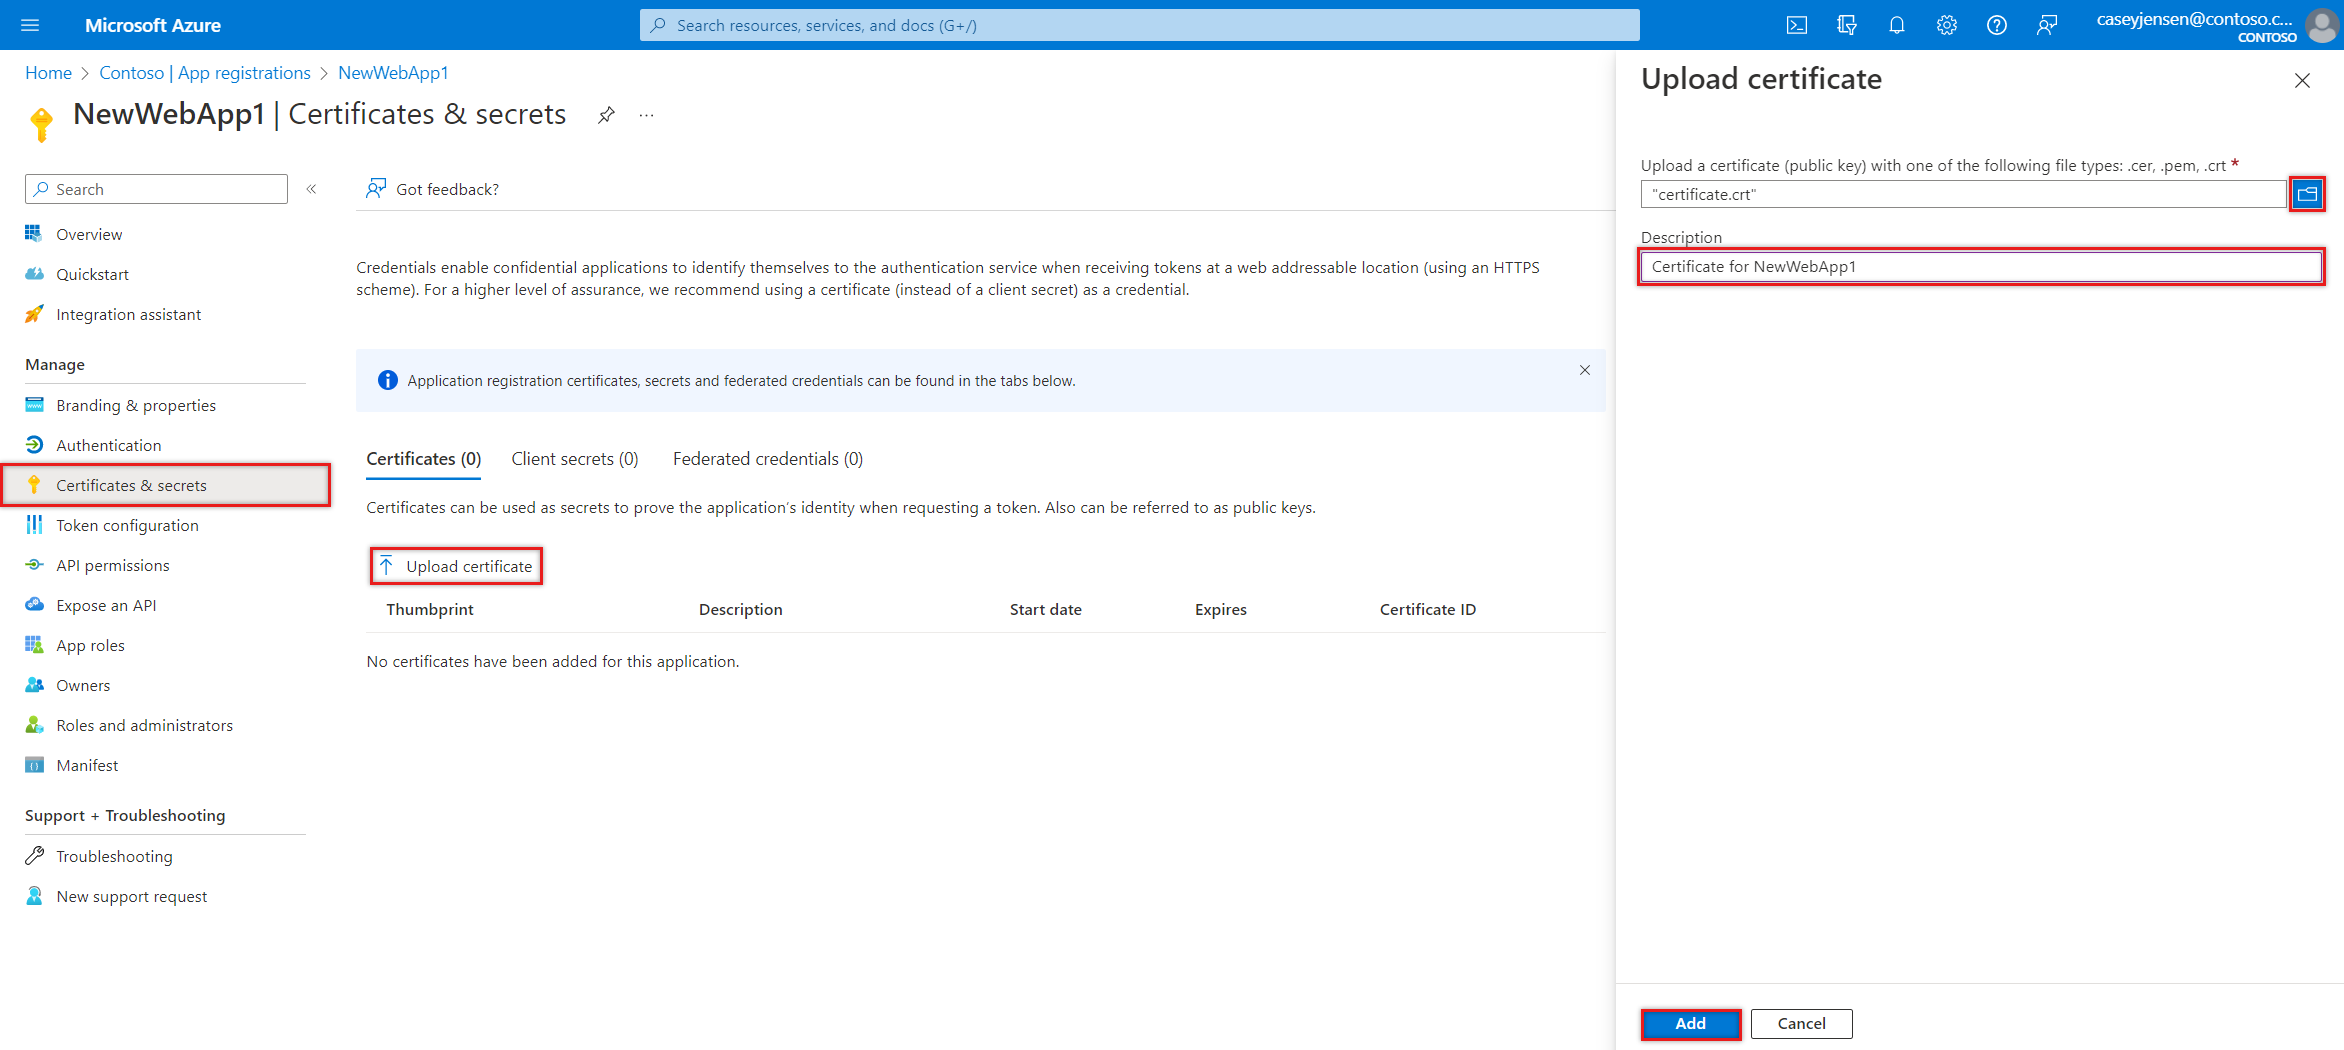 Microsoft Azure
Search resources, services, and docs (G+/)
caseyjensen@contoso.c...
CONTOSO
Home > Contoso | App registrations > NewWebApp1
NewWebApp1 | Certificates & secrets
...
Search
«
Overview
Quickstart
Integration assistant
Manage
Branding & properties
Authentication
Certificates & secrets
Token configuration
API permissions
Expose an API
App roles
Owners
Roles and administrators
Manifest
Support + Troubleshooting
Troubleshooting
New support request
Got feedback?
Credentials enable confidential applications to identify themselves to the authentication service when receiving tokens at a web addressable location (using an HTTPS
scheme). For a higher level of assurance, we recommend using a certificate (instead of a client secret) as a credential.
Application registration certificates, secrets and federated credentials can be found in the tabs below.
Certificates (0) Client secrets (0) Federated credentials (0)
Certificates can be used as secrets to prove the application's identity when requesting a token. Also can be referred to as public keys.
Upload certificate
Thumbprint Description Start date Expires Certificate ID
No certificates have been added for this application.
Upload certificate
Upload a certificate (public key) with one of the following file types: .cer, .pem, .crt *
"certificate.crt"
Description
Certificate for NewWebApp1
Add Cancel